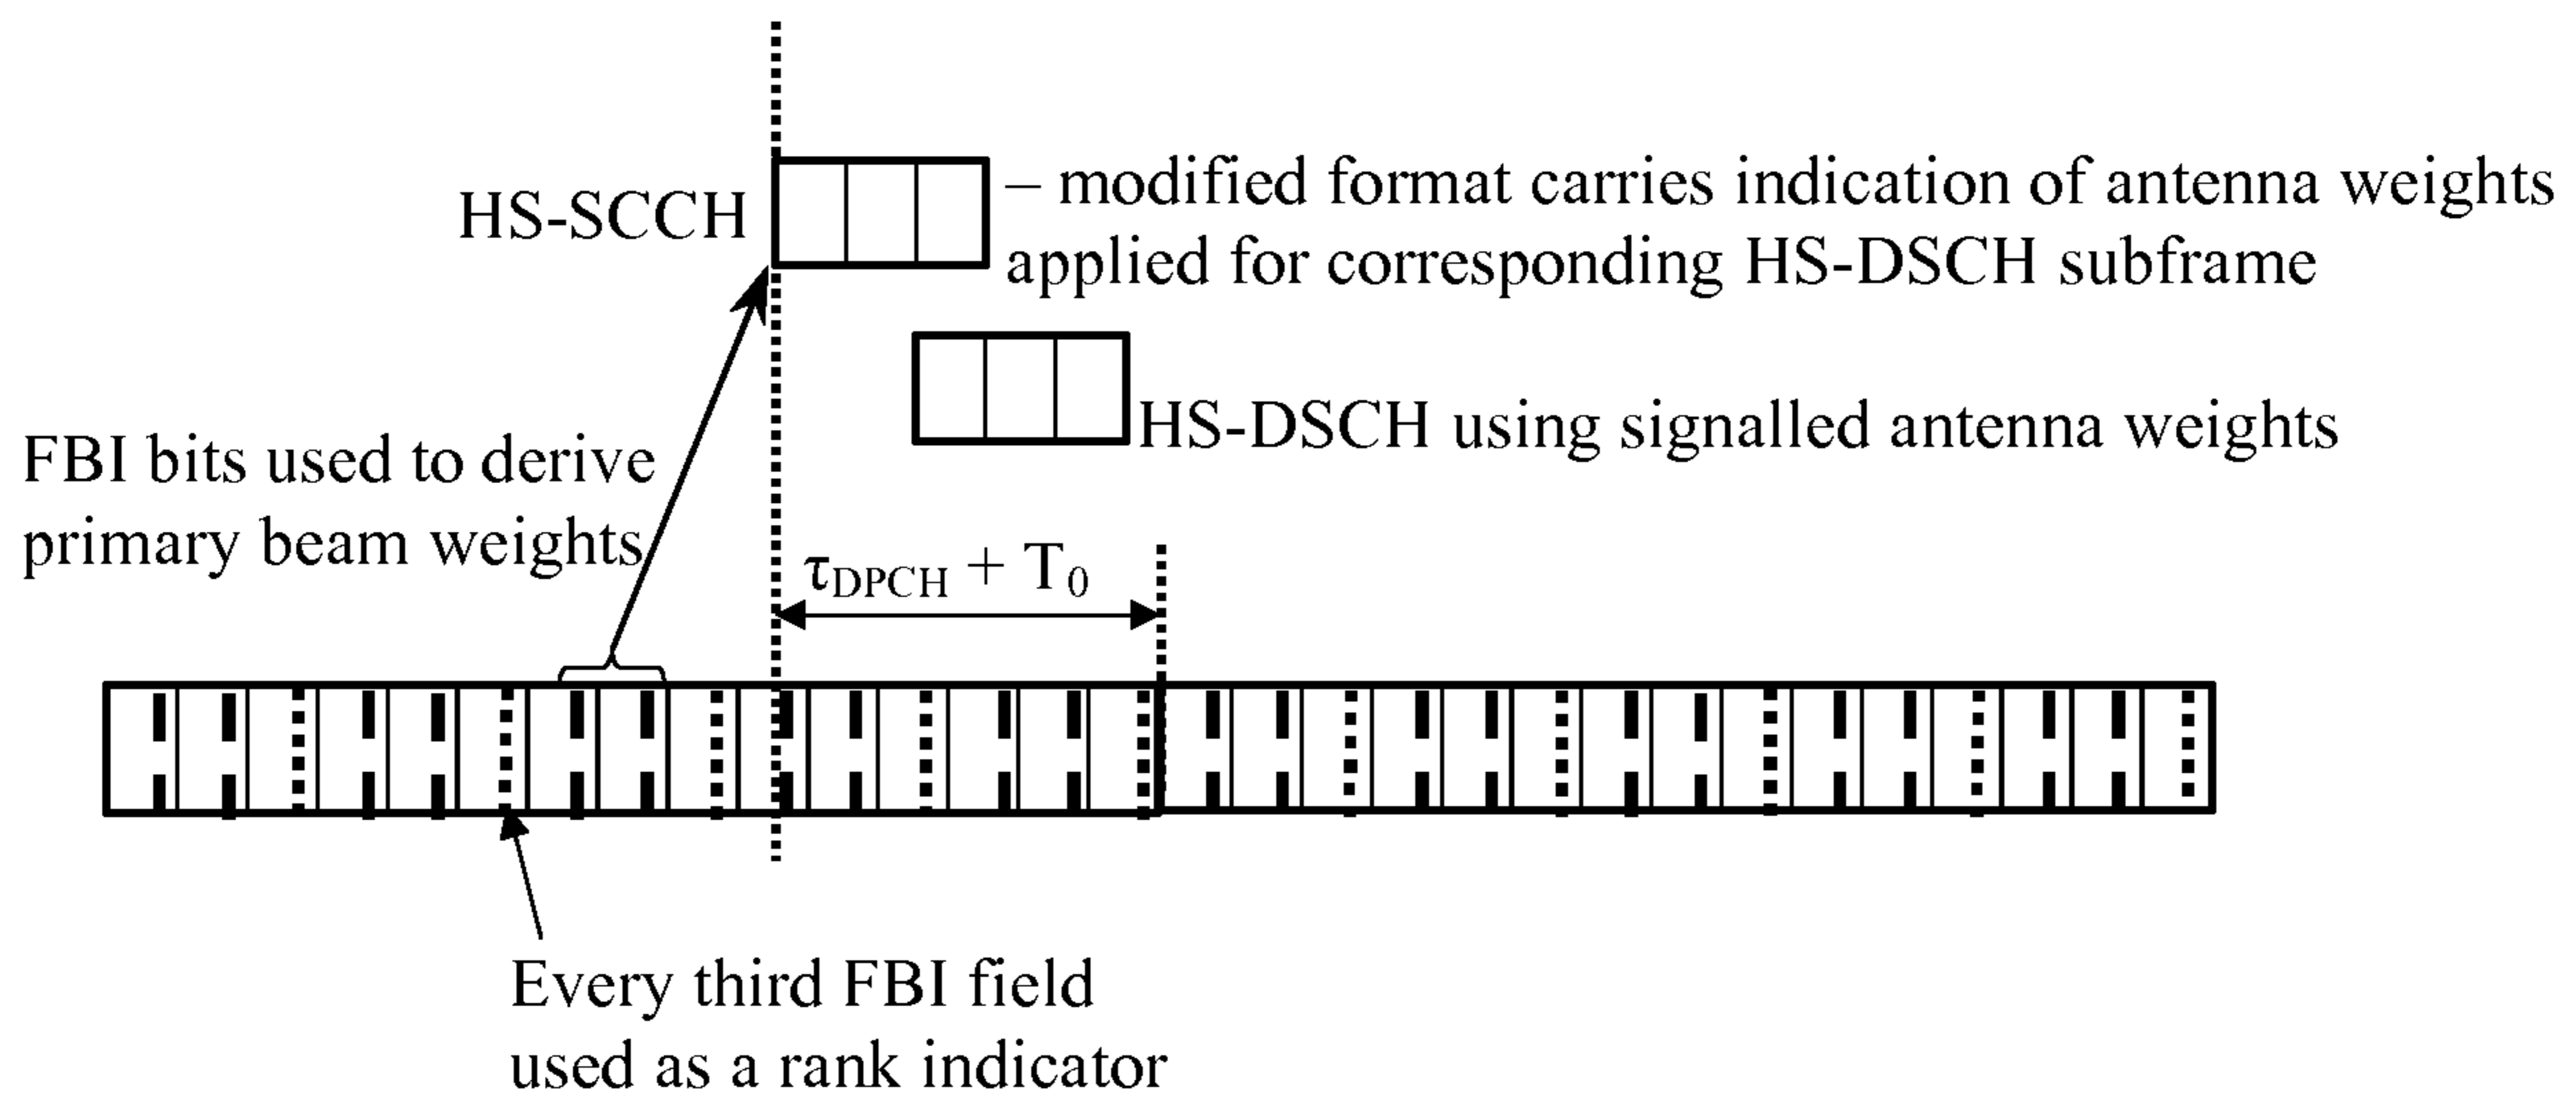 HS-SCCH
– modified format carries indication of antenna weights
applied for corresponding HS-DSCH subframe
HS-DSCH using signalled antenna weights
FBI bits used to derive
primary beam weights
τDPCH + T0
Every third FBI field
used as a rank indicator